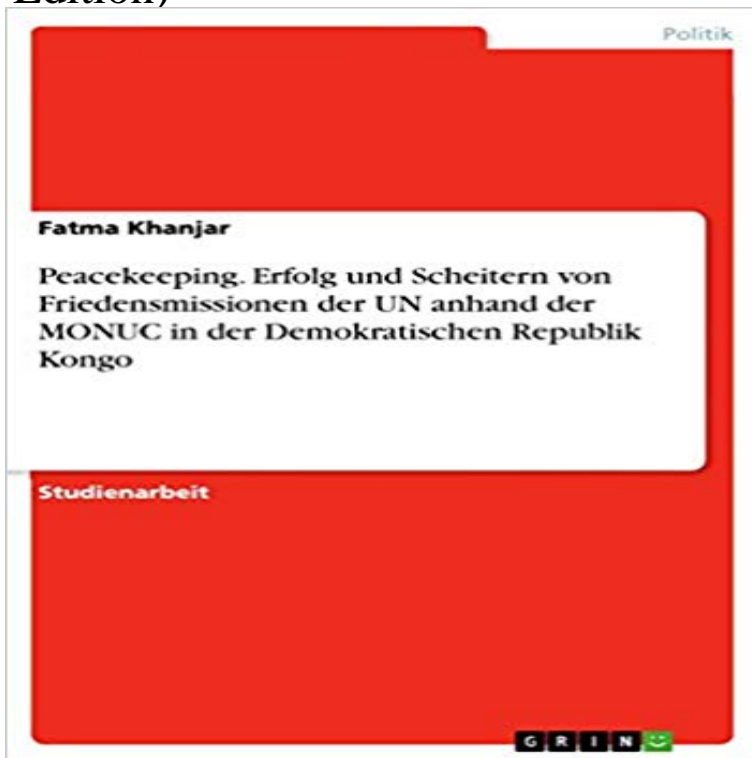 Edition)
Politik
Fatma Khanjar
Peacekeeping. Erfolg und Scheitern von
Friedensmissionen der UN anhand der
MONUC in der Demokratischen Republik
Kongo
Studienarbeit
GRIN